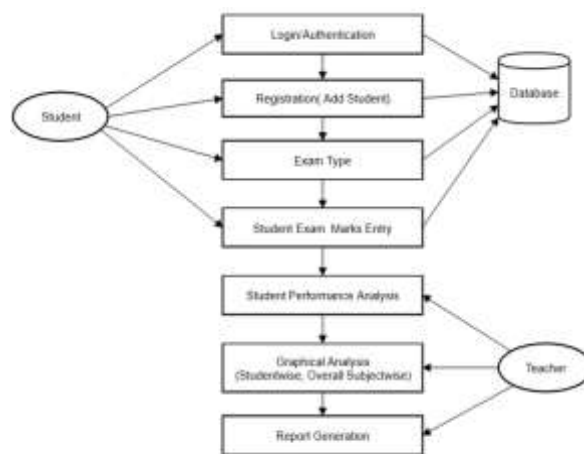 Login/Authentication
Registration( Add Student)
Database
Student
Exam Type
Student Exam Marks Entry
Student Performance Analysis
Graphical Analysis
(Studentwise, Overall Subjectwise)
Teacher
Report Generation